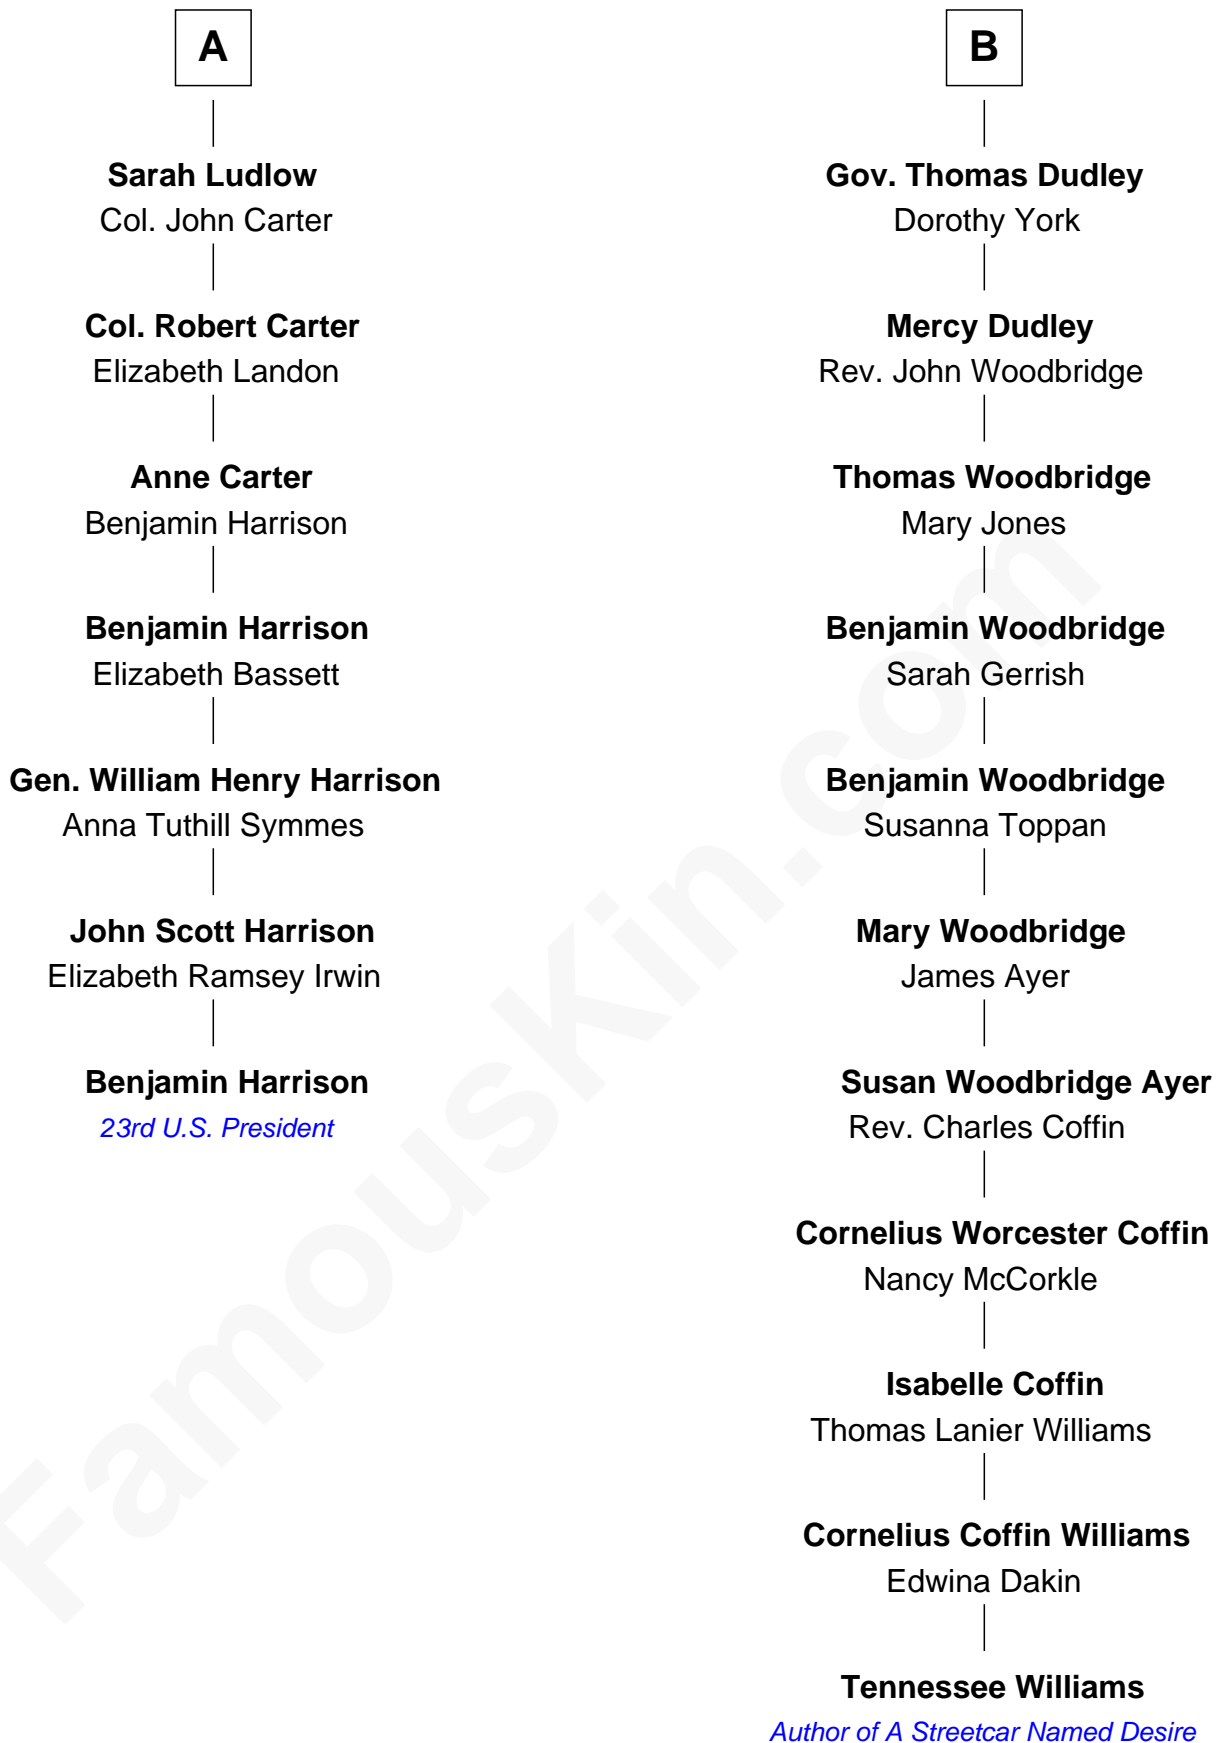 A
Sarah Ludlow
Col. John Carter
Col. Robert Carter
Elizabeth Landon
Anne Carter
Benjamin Harrison
Benjamin Harrison
Elizabeth Bassett
Gen. William Henry Harrison
Anna Tuthill Symmes
John Scott Harrison
Elizabeth Ramsey Irwin
Benjamin Harrison
23rd U.S. President
B
Gov. Thomas Dudley
Dorothy York
Mercy Dudley
Rev. John Woodbridge
Thomas Woodbridge
Mary Jones
Benjamin Woodbridge
Sarah Gerrish
Benjamin Woodbridge
Susanna Toppan
Mary Woodbridge
James Ayer
Susan Woodbridge Ayer
Rev. Charles Coffin
Cornelius Worcester Coffin
Nancy McCorkle
Isabelle Coffin
Thomas Lanier Williams
Cornelius Coffin Williams
Edwina Dakin
Tennessee Williams
Author of A Streetcar Named Desire
FamousKin.com